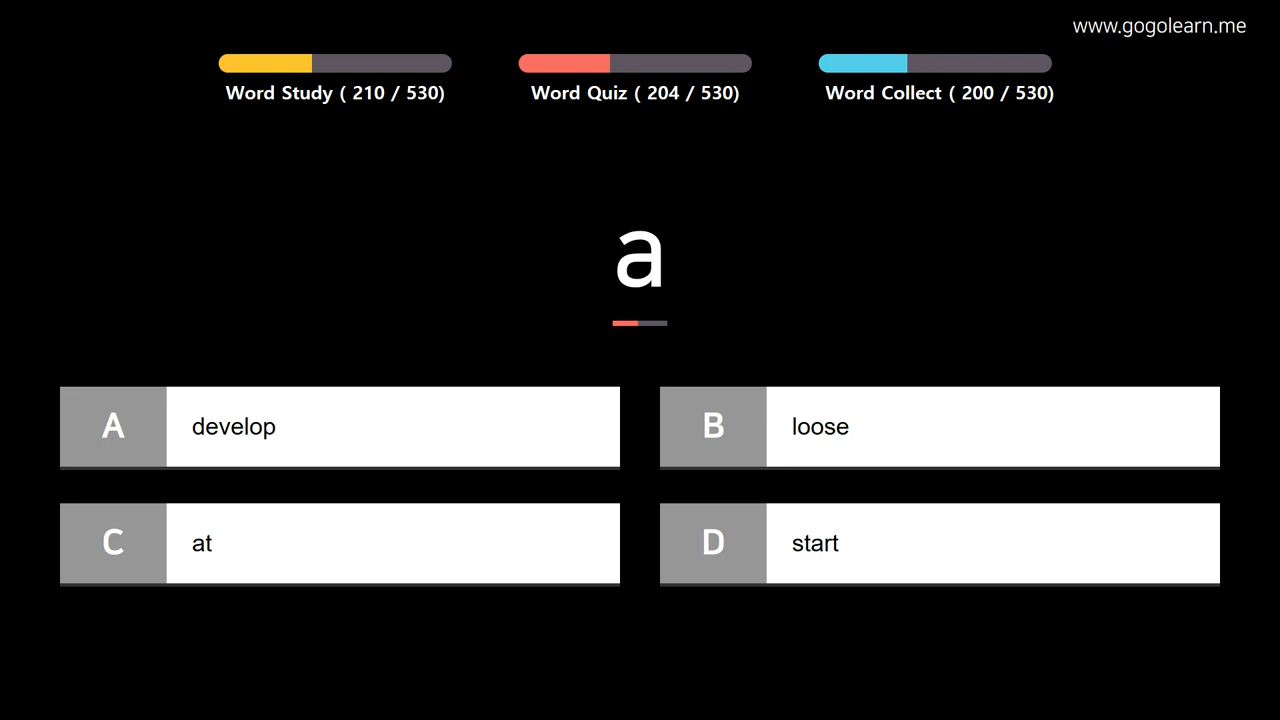 www.gogolearn.me
Word Study ( 210 / 530)
Word Quiz ( 204 / 530)
Word Collect ( 200 / 530)
a
A develop
B loose
C at
D start